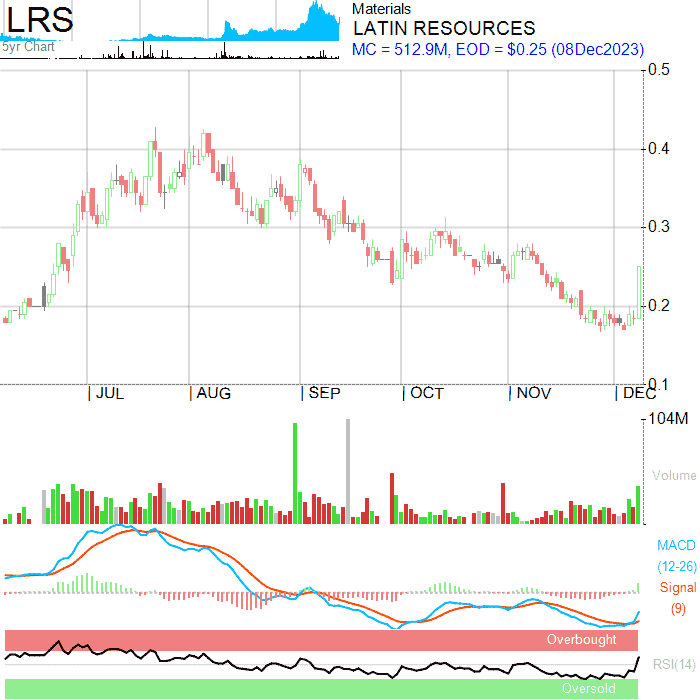 LRS
5yr Chart
Materials
LATIN RESOURCES
MC = 512.9M, EOD = $0.25 (08Dec2023)
0.5
0.4
0.3
0.2
0.1
JUL
AUG
SEP
OCT
NOV
DEC
104M
Volume
MACD
(12-26)
Signal
(9)
Overbought
RSI(14)
Oversold